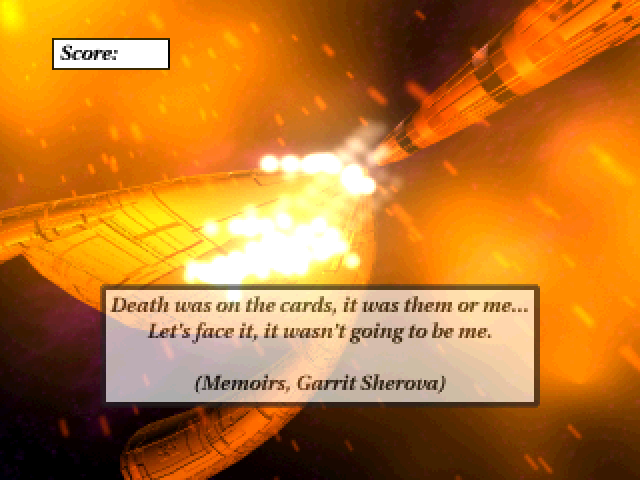 Score:
Death was on the cards, it was them or me...
Let's face it, it wasn't going to be me.
(Memoirs, Garrit Sherova)